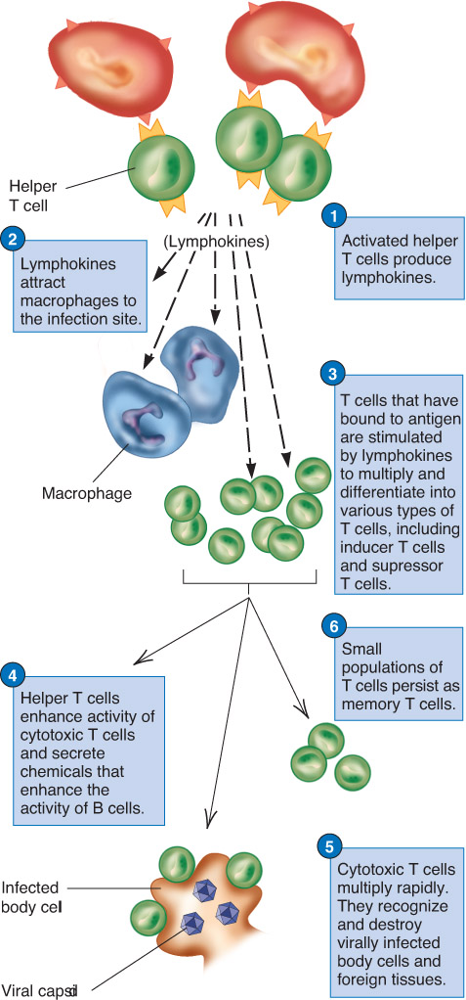 Helper
T cell
(Lymphokines)
1
Activated helper
T cells produce
lymphokines.
2
Lymphokines
attract
macrophages to
the infection site.
Macrophage
3
T cells that have
bound to antigen
are stimulated
by lymphokines
to multiply and
differentiate into
various types of
T cells, including
inducer T cells
and supressor
T cells.
4
Helper T cells
enhance activity of
cytotoxic T cells
and secrete
chemicals that
enhance the
activity of B cells.
6
Small
populations of
T cells persist as
memory T cells.
5
Cytotoxic T cells
multiply rapidly.
They recognize
and destroy
virally infected
body cells and
foreign tissues.
Infected
body cell
Viral capsid